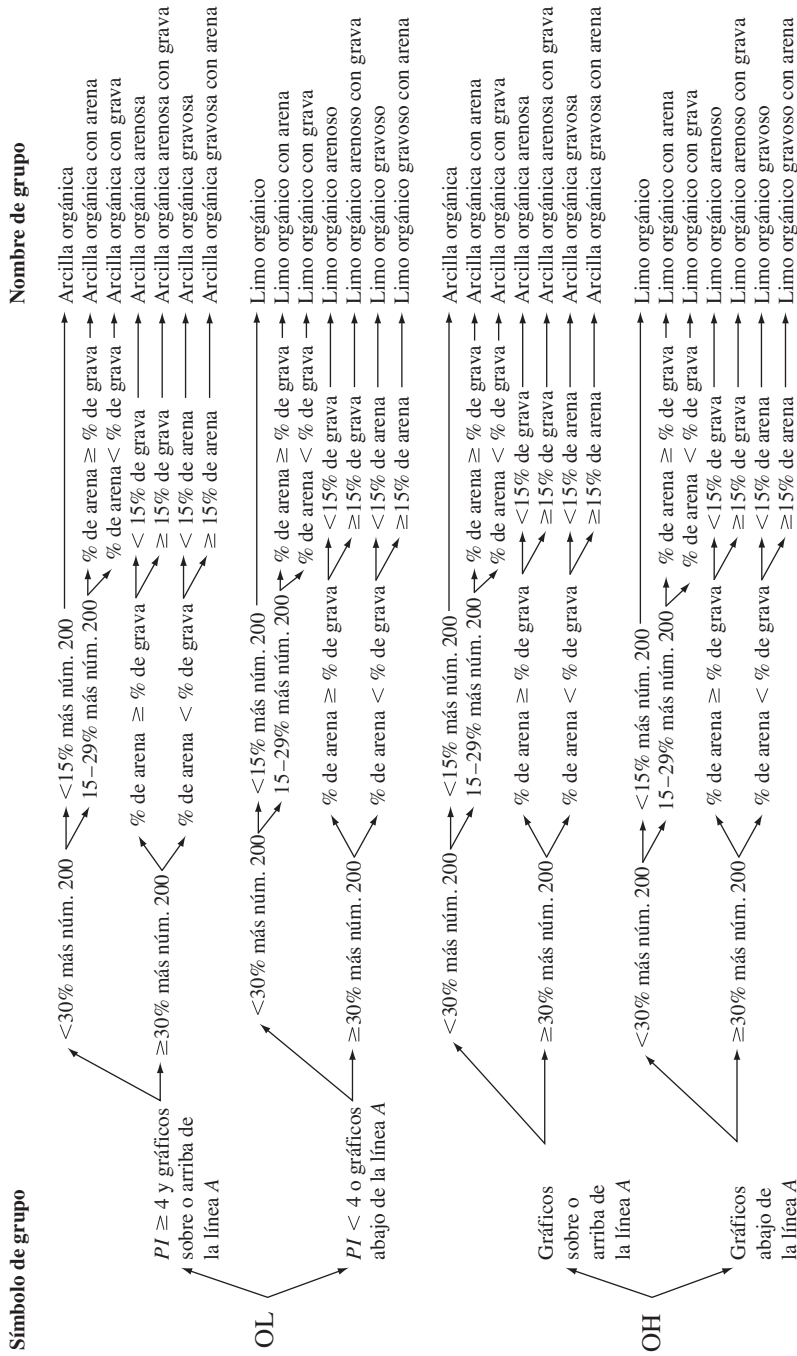 Símbolo de grupo
Nombre de grupo
OL
PI ≥ 4 y gráficos
sobre o arriba de
la línea A
<30% más núm. 200
<15% más núm. 200
Arcilla orgánica
15–29% más núm. 200
% de arena ≥ % de grava
Arcilla orgánica con arena
% de arena < % de grava
Arcilla orgánica con grava
≥30% más núm. 200
% de arena ≥ % de grava
<15% de grava
Arcilla orgánica arenosa
≥15% de grava
Arcilla orgánica arenosa con grava
% de arena < % de grava
<15% de arena
Arcilla orgánica gravosa
≥15% de arena
Arcilla orgánica gravosa con arena
PI < 4 o gráficos
abajo de la línea A
<30% más núm. 200
<15% más núm. 200
Limo orgánico
15–29% más núm. 200
% de arena ≥ % de grava
Limo orgánico con arena
% de arena < % de grava
Limo orgánico con grava
≥30% más núm. 200
% de arena ≥ % de grava
<15% de grava
Limo orgánico arenoso
≥15% de grava
Limo orgánico arenoso con grava
% de arena < % de grava
<15% de arena
Limo orgánico gravoso
≥15% de arena
Limo orgánico gravoso con arena
OH
Gráficos
sobre o
arriba de
la línea A
<30% más núm. 200
<15% más núm. 200
Arcilla orgánica
15–29% más núm. 200
% de arena ≥ % de grava
Arcilla orgánica con arena
% de arena < % de grava
Arcilla orgánica con grava
≥30% más núm. 200
% de arena ≥ % de grava
<15% de grava
Arcilla orgánica arenosa
≥15% de grava
Arcilla orgánica arenosa con grava
% de arena < % de grava
<15% de arena
Arcilla orgánica gravosa
≥15% de arena
Arcilla orgánica gravosa con arena
Gráficos
abajo de
la línea A
<30% más núm. 200
<15% más núm. 200
Limo orgánico
15–29% más núm. 200
% de arena ≥ % de grava
Limo orgánico con arena
% de arena < % de grava
Limo orgánico con grava
≥30% más núm. 200
% de arena ≥ % de grava
<15% de grava
Limo orgánico arenoso
≥15% de grava
Limo orgánico arenoso con grava
% de arena < % de grava
<15% de arena
Limo orgánico gravoso
≥15% de arena
Limo orgánico gravoso con arena